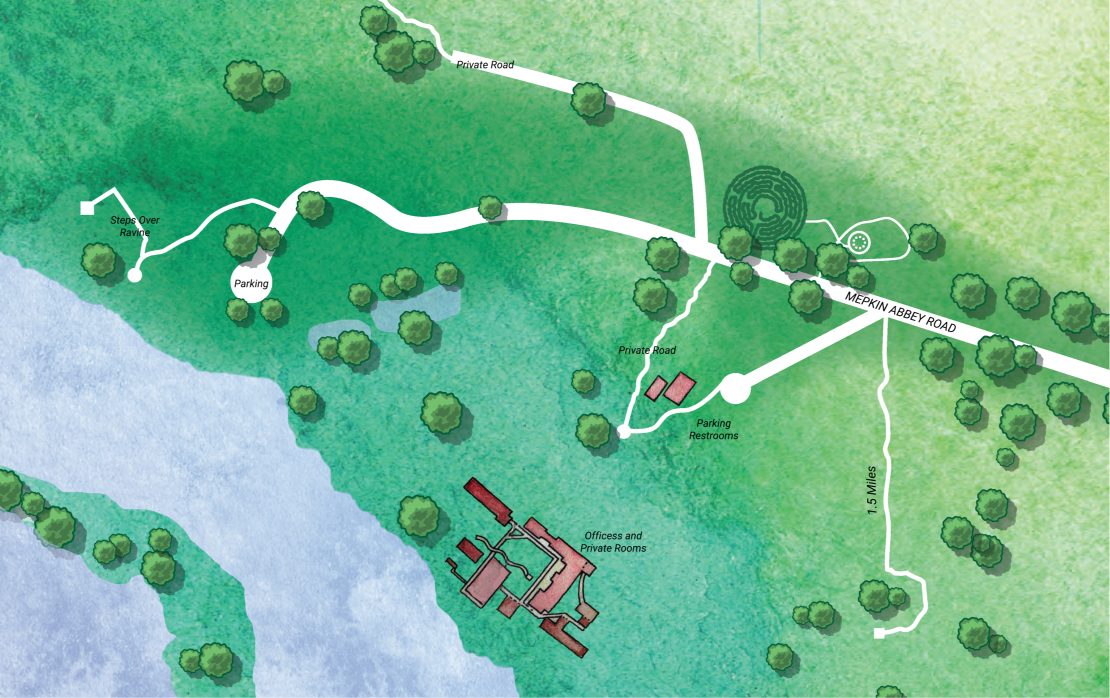 Private Road
Steps Over
Ravine
Parking
MEPKIN ABBEY ROAD
Private Road
Parking
Restrooms
1.5 Miles
Officess and
Private Rooms